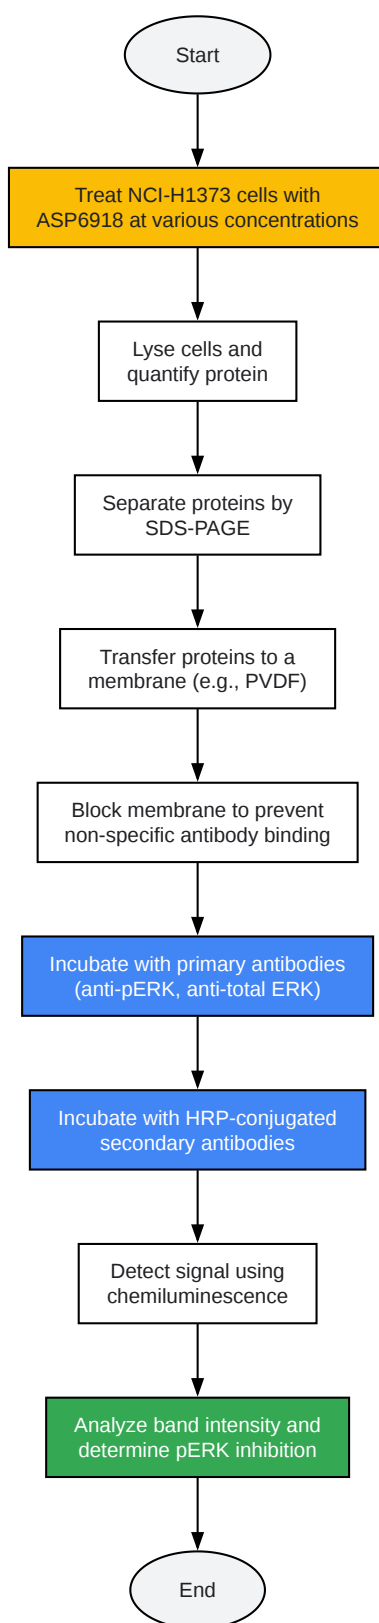 Start
Treat NCI-H1373 cells with
ASP6918 at various concentrations
Lyse cells and
quantify protein
Separate proteins by
SDS-PAGE
Transfer proteins to a
membrane (e.g., PVDF)
Block membrane to prevent
non-specific antibody binding
Incubate with primary antibodies
(anti-pERK, anti-total ERK)
Incubate with HRP-conjugated
secondary antibodies
Detect signal using
chemiluminescence
Analyze band intensity and
determine pERK inhibition
End